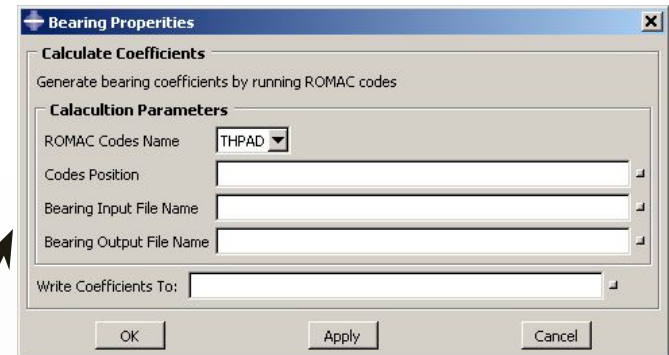 Bearing Properities
Calculate Coefficients
Generate bearing coefficients by running ROMAC codes
Calacultion Parameters
ROMAC Codes Name THPAD
Codes Position
Bearing Input File Name
Bearing Output File Name
Write Coefficients To:
OK Apply Cancel